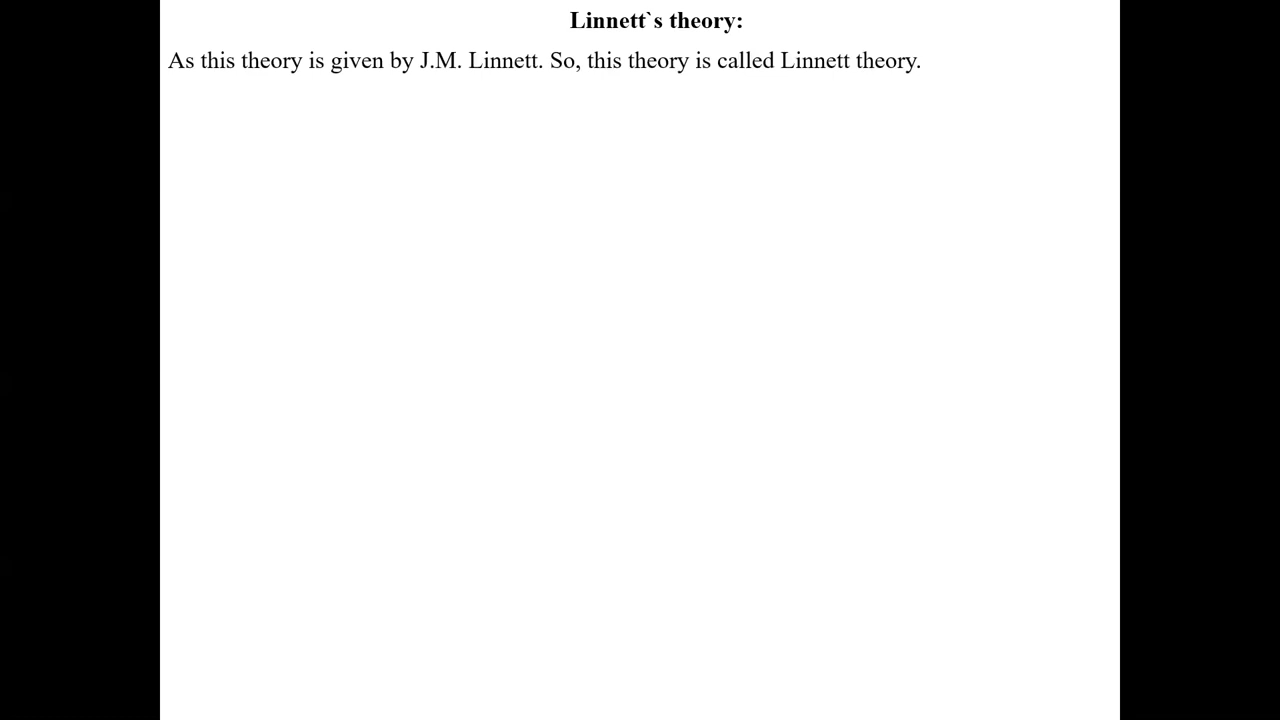 Linnett`s theory:
As this theory is given by J.M. Linnett. So, this theory is called Linnett theory.